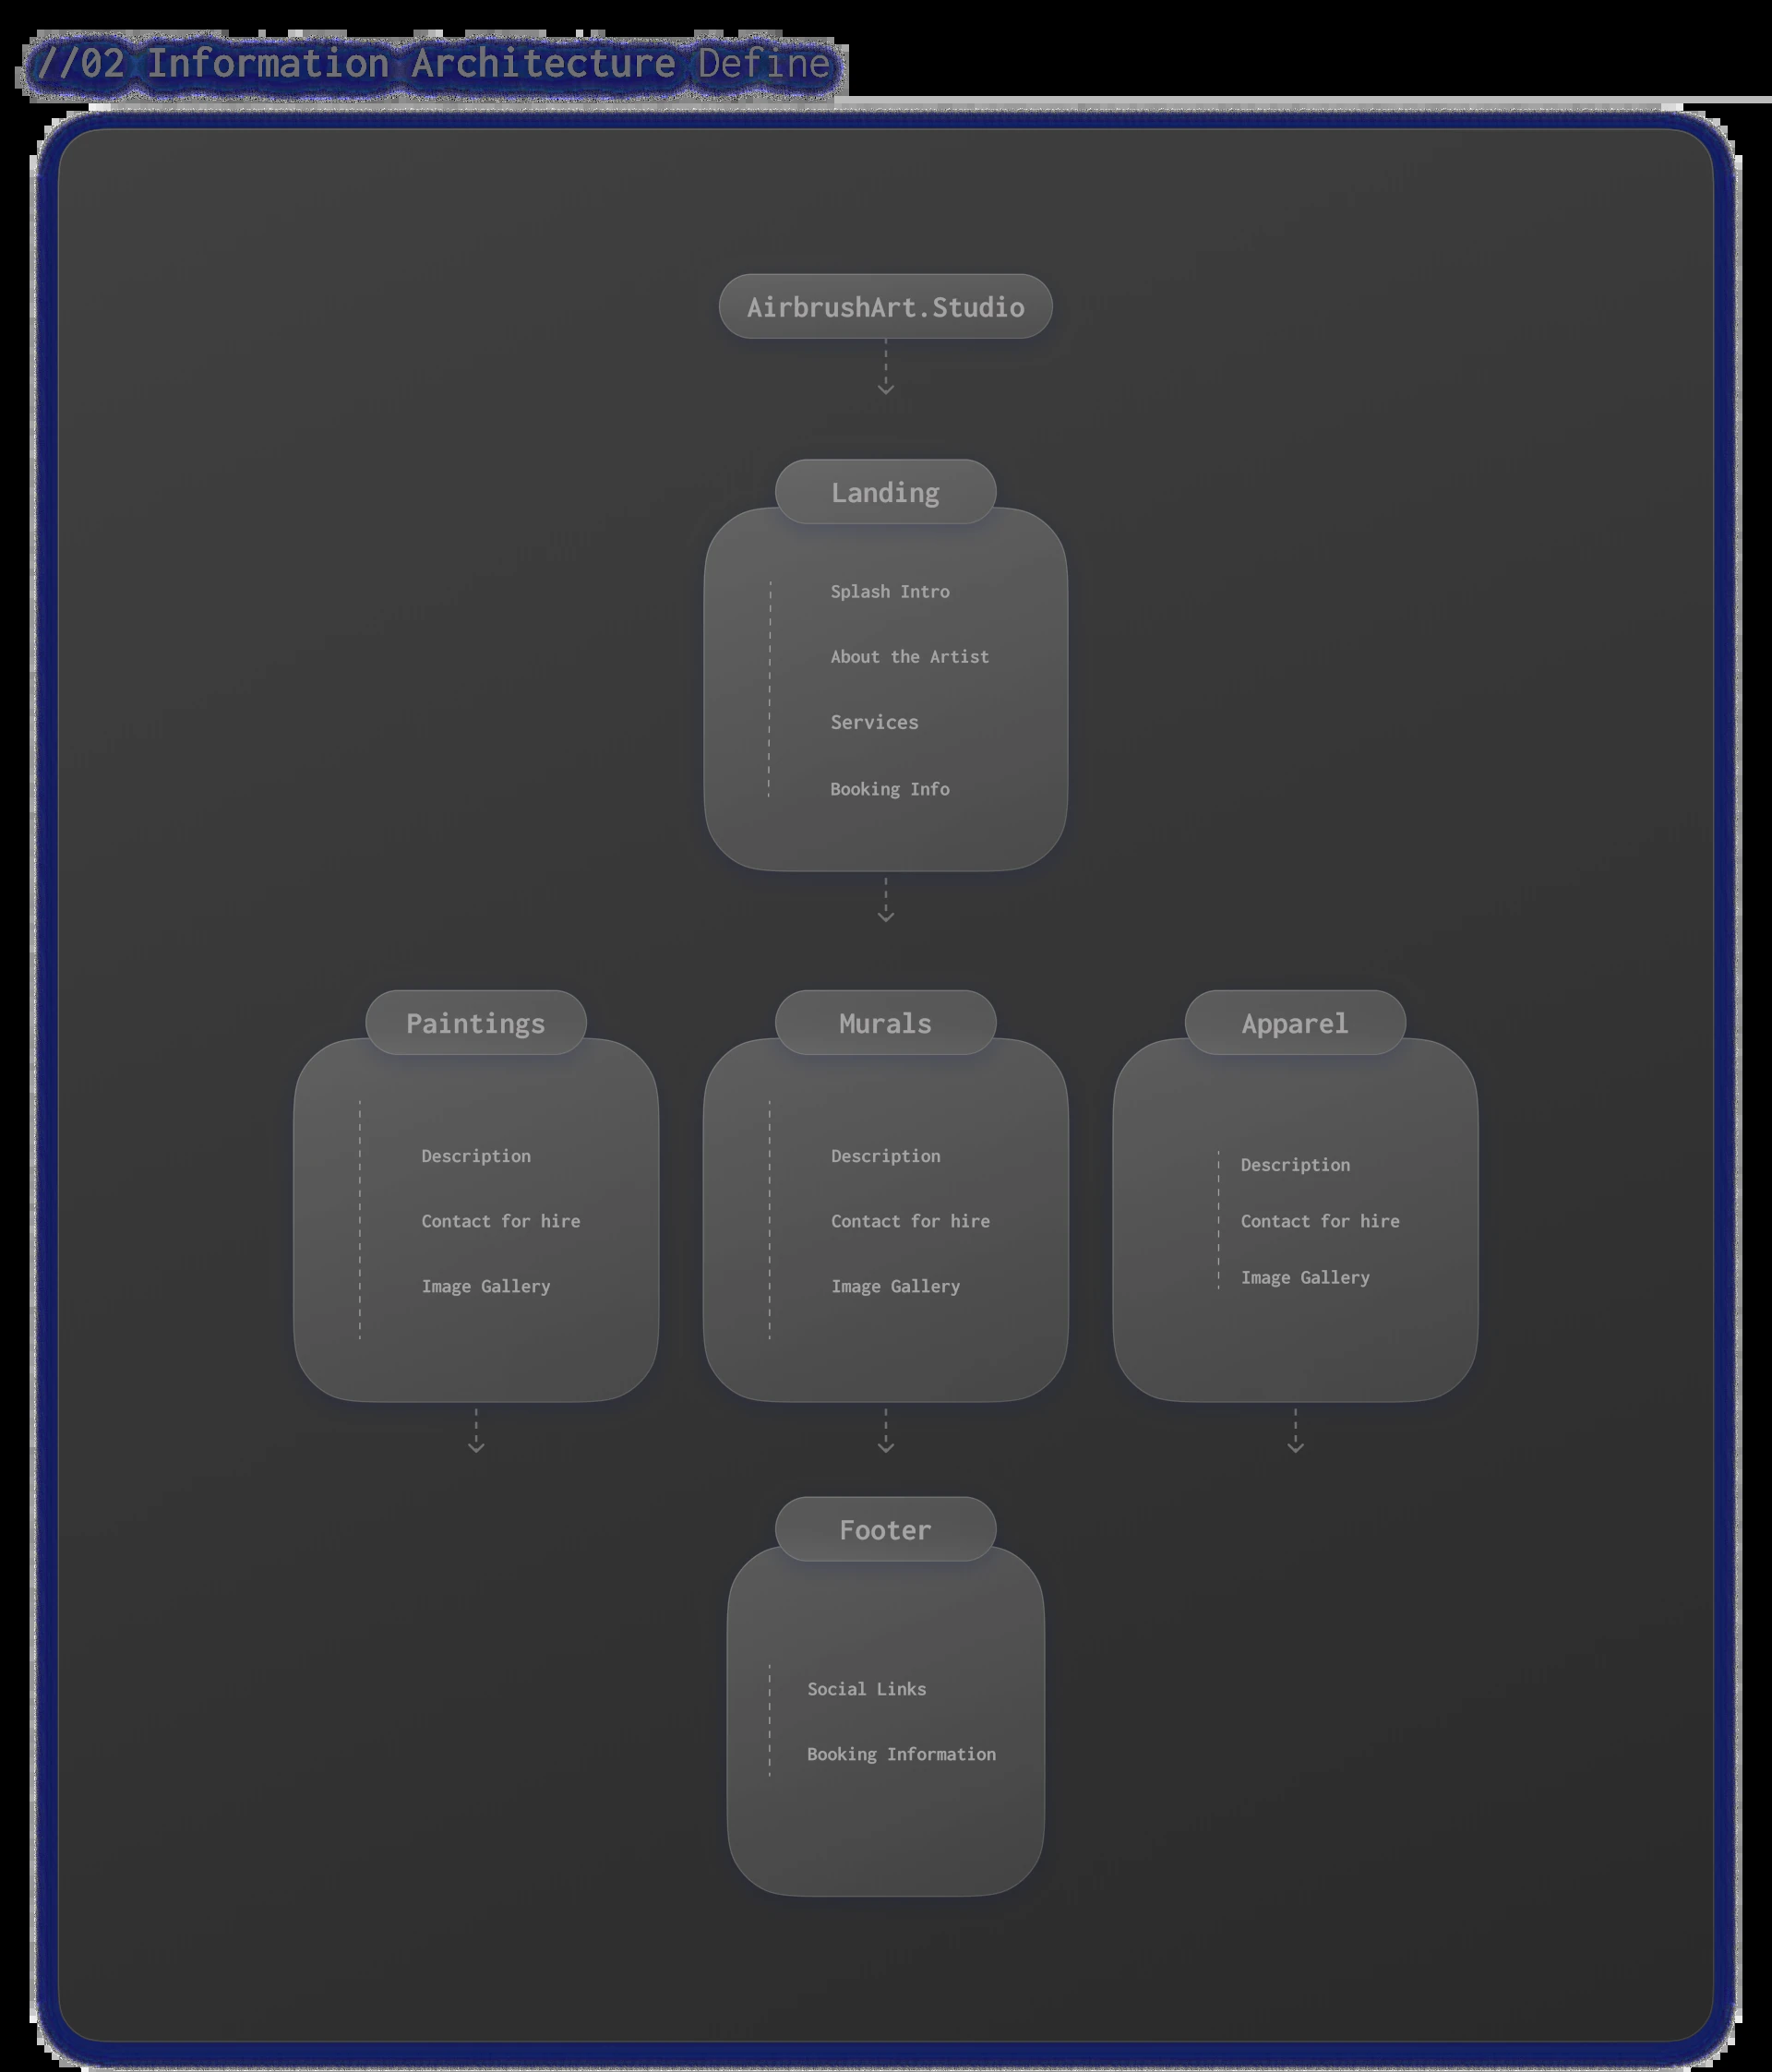 //02 Information Architecture Define
AirbrushArt.Studio
Landing
Splash Intro
About the Artist
Services
Booking Info
Paintings
Description
Contact for hire
Image Gallery
Murals
Description
Contact for hire
Image Gallery
Apparel
Description
Contact for hire
Image Gallery
Footer
Social Links
Booking Information